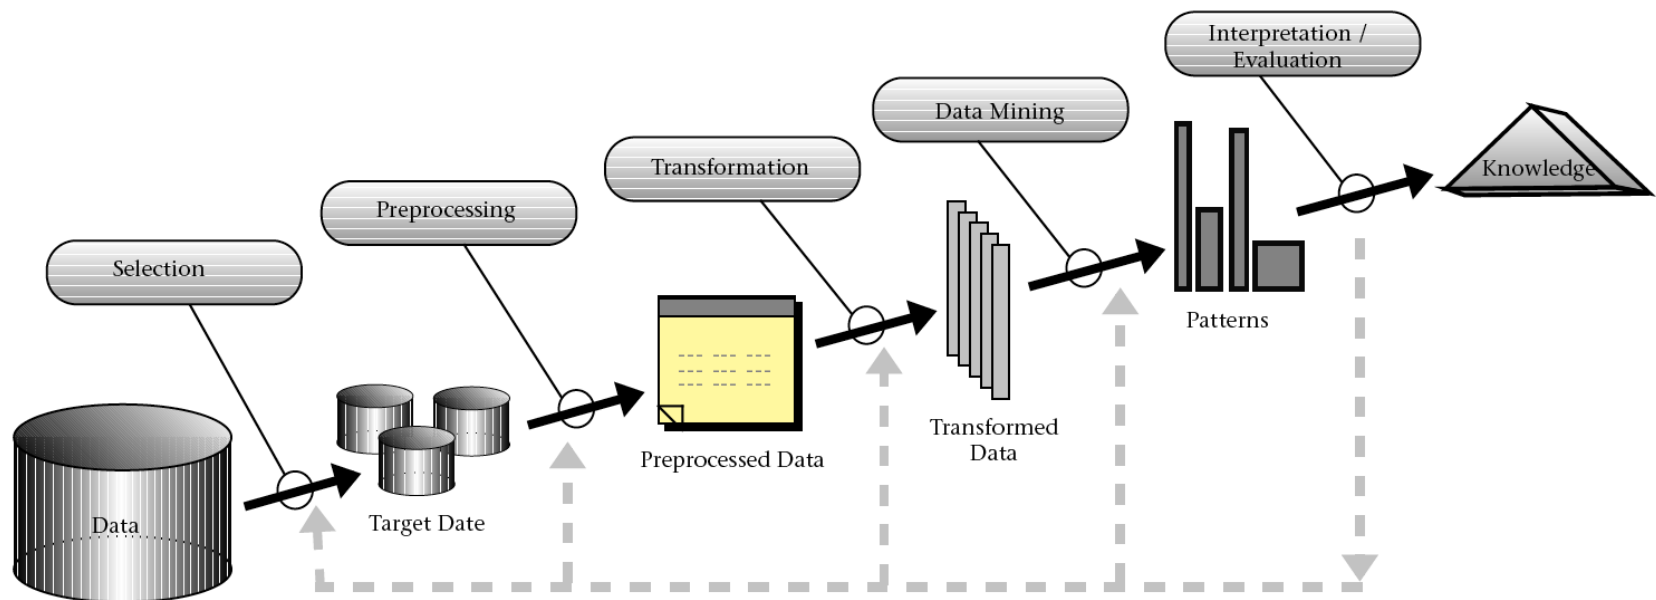 Interpretation /
Evaluation
Data Mining
Transformation
Knowledge
Preprocessing
Selection
Patterns
Transformed
Data
Preprocessed Data
Target Date
Data